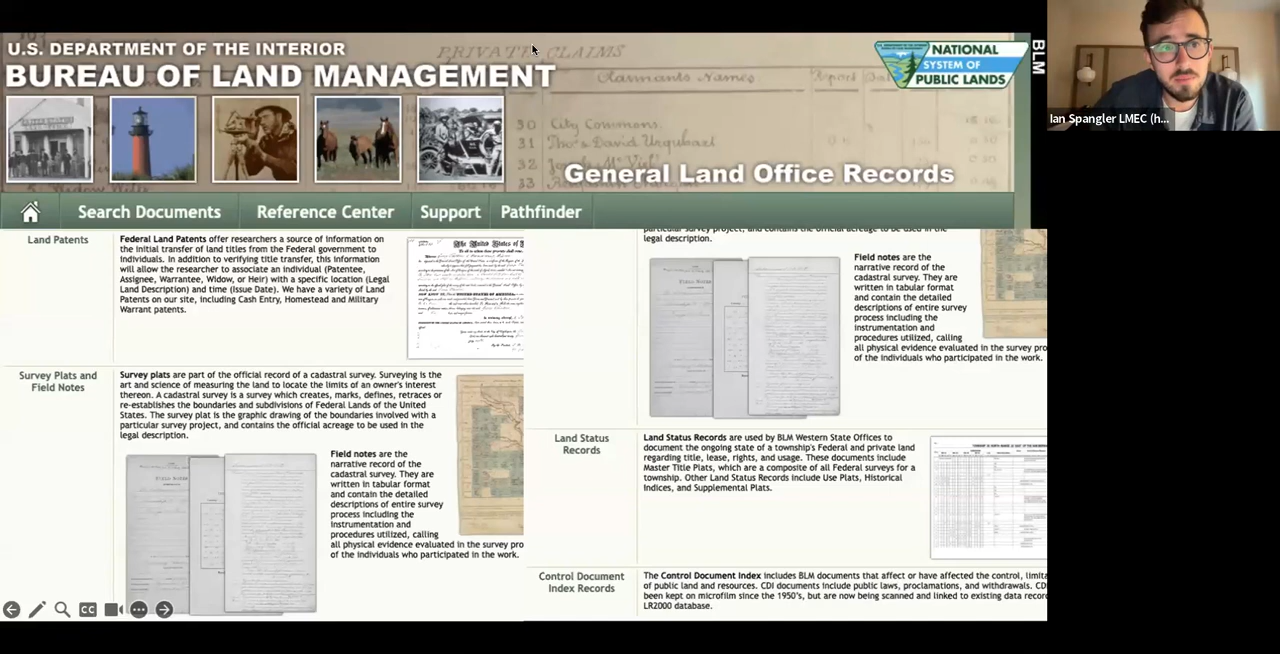 U.S. DEPARTMENT OF THE INTERIOR
BUREAU OF LAND MANAGEMENT
PRIVATE CLAIMS
Claimants Names
30 City Commons.
31 Thos & David Urquhart
32
33
NATIONAL
SYSTEM OF
PUBLIC LANDS
BLM
General Land Office Records
Ian Spangler LMEC (h...
Search Documents
Reference Center
Support
Pathfinder
Land Patents
Federal Land Patents offer researchers a source of information on
the initial transfer of land titles from the Federal government to
individuals. In addition to verifying title transfer, this information
will allow the researcher to associate an individual (Patentee,
Assignee, Warrantee, Widow, or Heir) with a specific location (Legal
Land Description) and time (Issue Date). We have a variety of Land
Patents on our site, including Cash Entry, Homestead and Military
Warrant patents.
Survey Plats and
Field Notes
Survey plats are part of the official record of a cadastral survey. Surveying is the
art and science of measuring the land to locate the limits of an owner's interest
thereon. A cadastral survey is a survey which creates, marks, defines, retraces or
re-establishes the boundaries and subdivisions of Federal Lands of the United
States. The survey plat is the graphic drawing of the boundaries involved with a
particular survey project, and contains the official acreage to be used in the
legal description.
FIELD NOTES
Field notes are the
narrative record of the
cadastral survey. They are
written in tabular format
and contain the detailed
descriptions of entire survey
process including the
instrumentation and
procedures utilized, calling
all physical evidence evaluated in the survey pro
of the individuals who participated in the work.
particular survey project, and contains the official acreage to be used in the
legal description.
FIELD NOTES
Field notes are the
narrative record of the
cadastral survey. They are
written in tabular format
and contain the detailed
descriptions of entire survey
process including the
instrumentation and
procedures utilized, calling
all physical evidence evaluated in the survey pro
of the individuals who participated in the work.
Land Status
Records
Land Status Records are used by BLM Western State Offices to
document the ongoing state of a township's Federal and private land
regarding title, lease, rights, and usage. These documents include
Master Title Plats, which are a composite of all Federal surveys for a
township. Other Land Status Records include Use Plats, Historical
Indices, and Supplemental Plats.
Control Document
Index Records
The Control Document Index includes BLM documents that affect or have affected the control, limita
of public land and resources. CDI documents include public laws, proclamations, and withdrawals. CD
been kept on microfilm since the 1950's, but are now being scanned and linked to existing data recor
LR2000 database.
CC